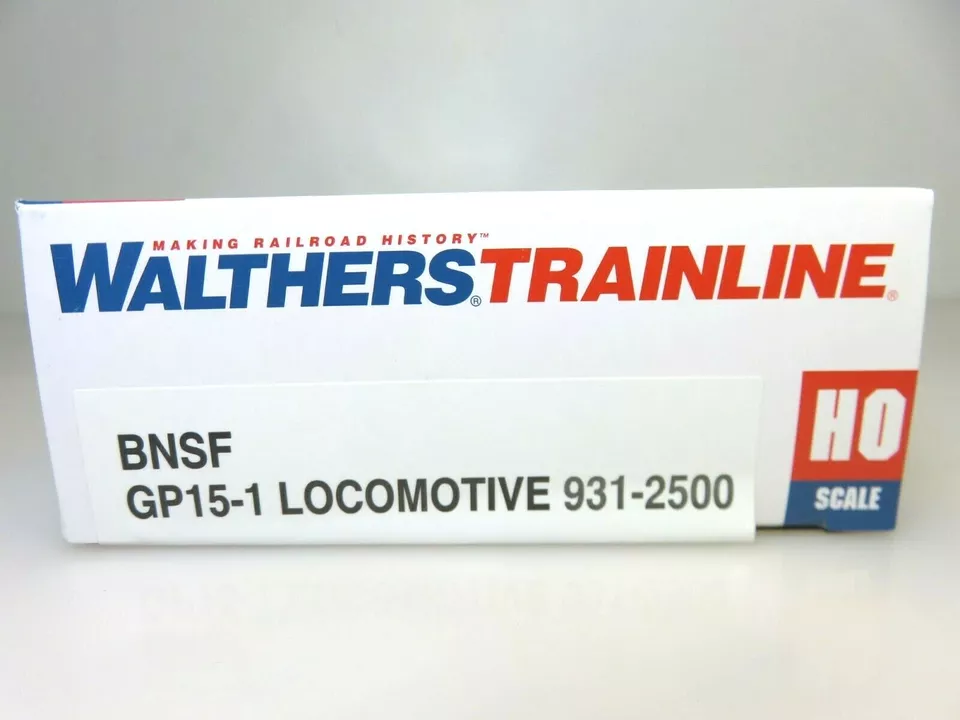 MAKING RAILROAD HISTORY™
WALTHERS® TRAINLINE®
BNSF
GP15-1 LOCOMOTIVE 931-2500
HO
SCALE